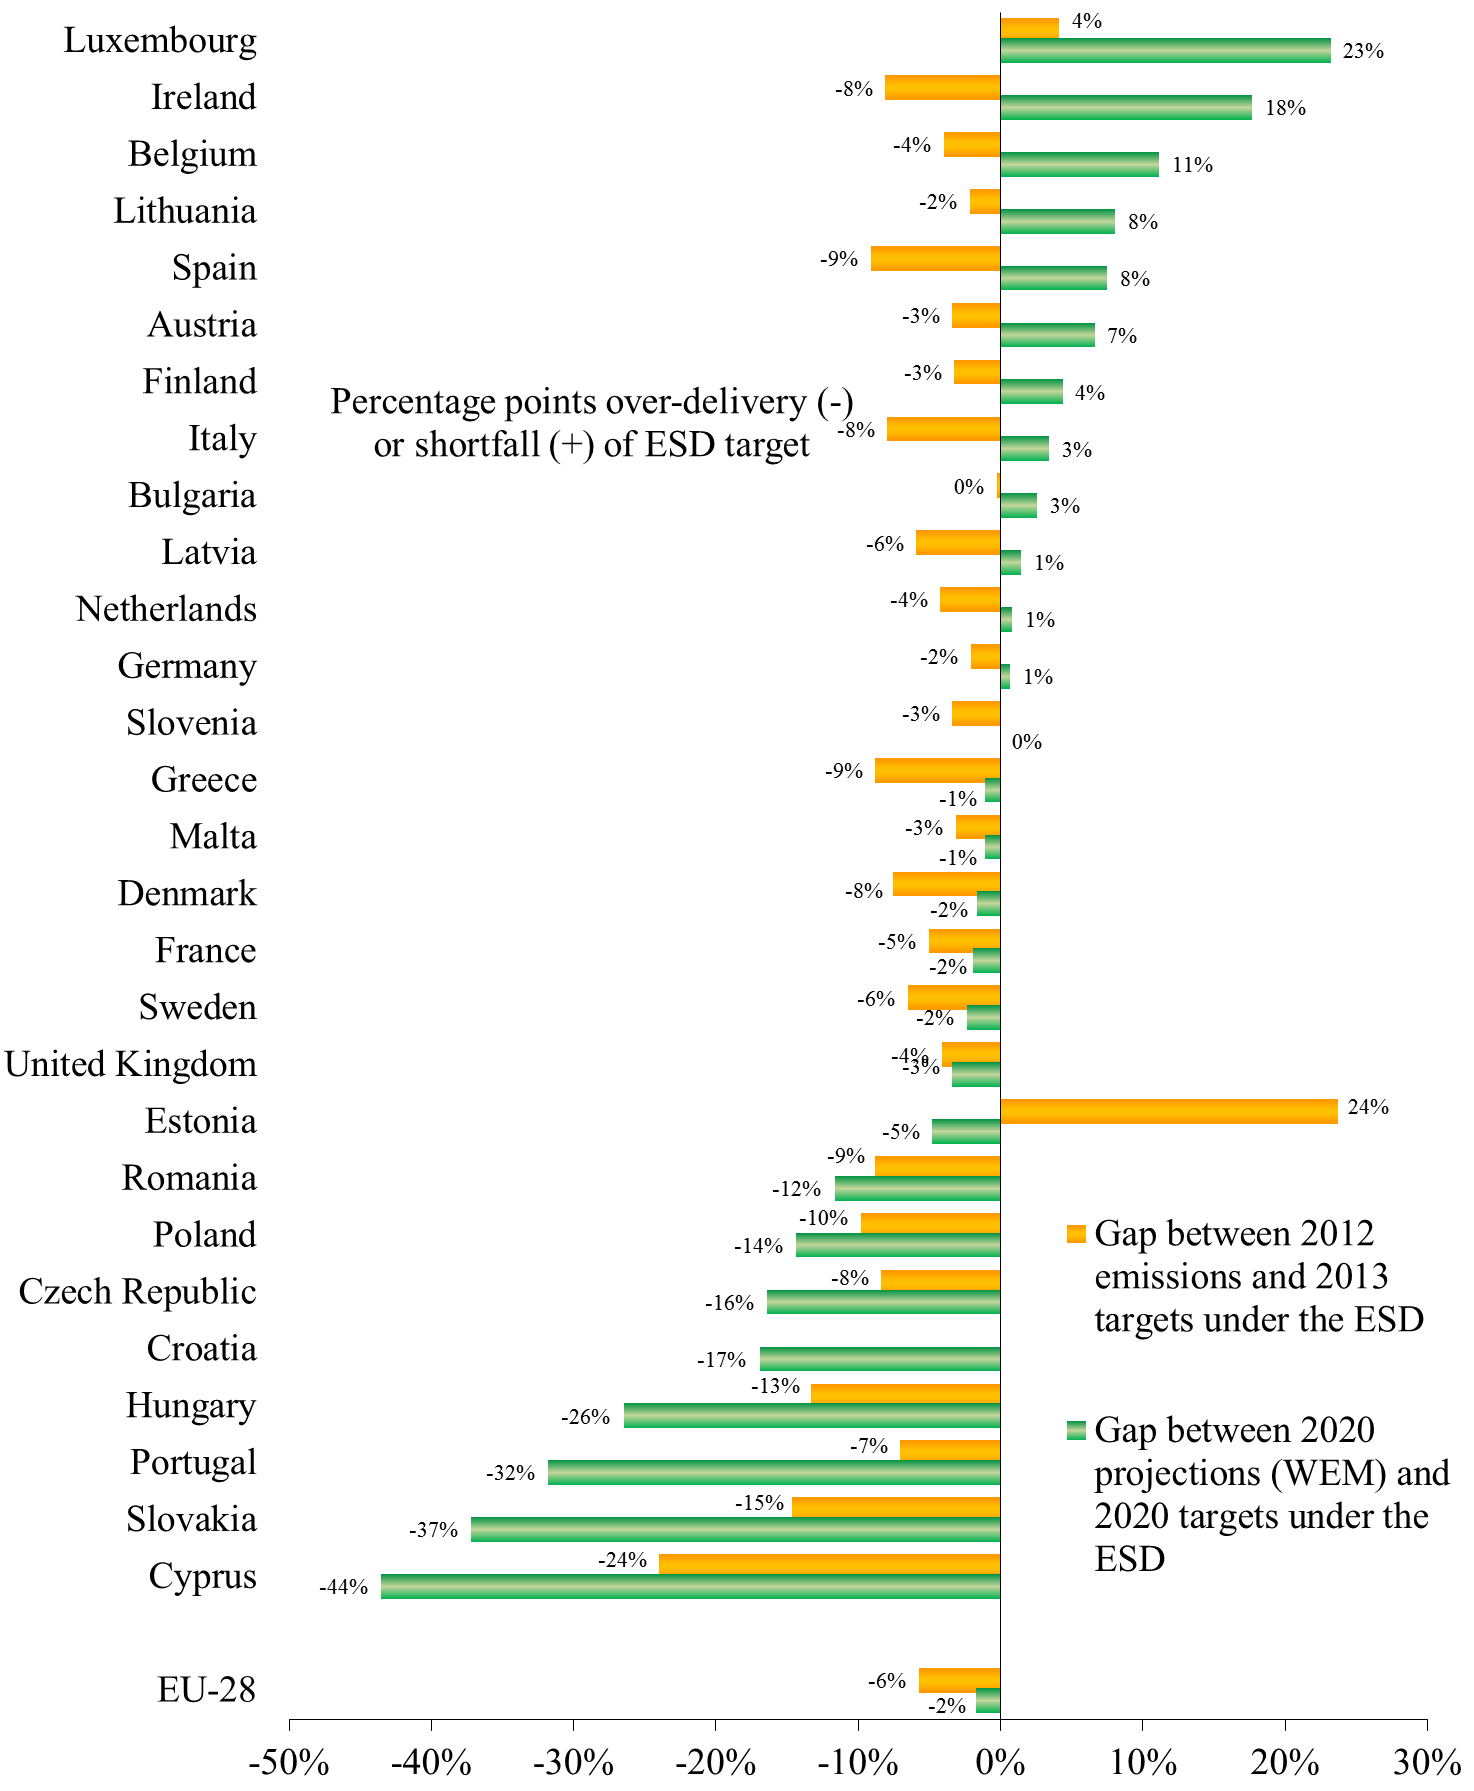 Luxembourg
4%
23%
Ireland
-8%
18%
Belgium
-4%
11%
Lithuania
-2%
8%
Spain
-9%
8%
Austria
-3%
7%
Finland
-3%
4%
Percentage points over-delivery (-)
or shortfall (+) of ESD target
Italy
-8%
3%
Bulgaria
0%
3%
Latvia
-6%
1%
Netherlands
-4%
1%
Germany
-2%
1%
Slovenia
-3%
0%
Greece
-9%
-1%
Malta
-3%
-1%
Denmark
-8%
-2%
France
-5%
-2%
Sweden
-6%
-2%
United Kingdom
-4%
-3%
Estonia
24%
-5%
Romania
-9%
-12%
Poland
-10%
-14%
Czech Republic
-8%
-16%
Croatia
-17%
Hungary
-13%
-26%
Portugal
-7%
-32%
Slovakia
-15%
-37%
Cyprus
-24%
-44%
EU-28
-6%
-2%
Gap between 2012
emissions and 2013
targets under the ESD
Gap between 2020
projections (WEM) and
2020 targets under the
ESD
-50% -40% -30% -20% -10% 0% 10% 20% 30%